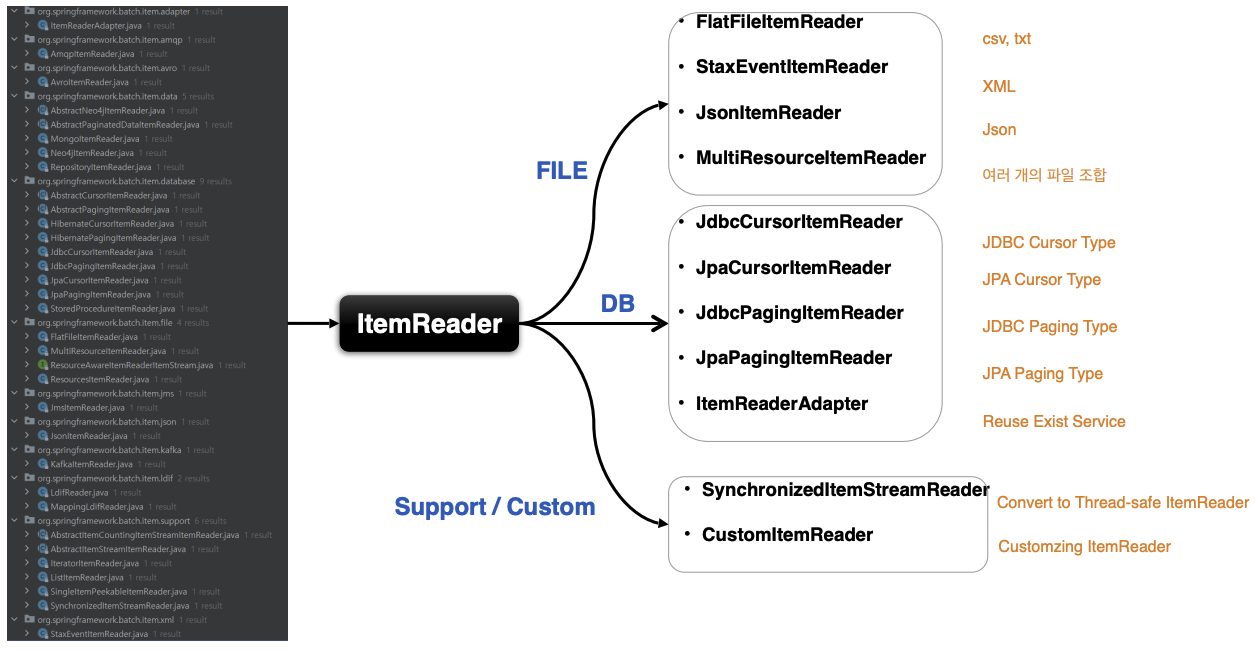 org.springframework.batch.item.adapter 1 result
ItemReaderAdapter.java 1 result
org.springframework.batch.item.amqp 1 result
AmqpItemReader.java 1 result
org.springframework.batch.item.avro 1 result
AvroItemReader.java 1 result
org.springframework.batch.item.data 5 results
AbstractNeo4jItemReader.java 1 result
AbstractPaginatedDataItemReader.java 1 result
MongoItemReader.java 1 result
Neo4jItemReader.java 1 result
RepositoryItemReader.java 1 result
org.springframework.batch.item.database 9 results
AbstractCursorItemReader.java 1 result
AbstractPagingItemReader.java 1 result
HibernateCursorItemReader.java 1 result
HibernatePagingItemReader.java 1 result
JdbcCursorItemReader.java 1 result
JdbcPagingItemReader.java 1 result
JpaCursorItemReader.java 1 result
JpaPagingItemReader.java 1 result
StoredProcedureItemReader.java 1 result
org.springframework.batch.item.file 4 results
FlatFileItemReader.java 1 result
MultiResourceItemReader.java 1 result
ResourceAwareItemReaderItemStream.java 1 result
ResourcesItemReader.java 1 result
org.springframework.batch.item.jms 1 result
JmsItemReader.java 1 result
org.springframework.batch.item.json 1 result
JsonItemReader.java 1 result
org.springframework.batch.item.kafka 1 result
KafkaItemReader.java 1 result
org.springframework.batch.item.ldif 2 results
LdifReader.java 1 result
MappingLdifReader.java 1 result
org.springframework.batch.item.support 6 results
AbstractItemCountingItemStreamItemReader.java 1 result
AbstractItemStreamItemReader.java 1 result
IteratorItemReader.java 1 result
ListItemReader.java 1 result
SingleItemPeekableItemReader.java 1 result
SynchronizedItemStreamReader.java 1 result
org.springframework.batch.item.xml 1 result
StaxEventItemReader.java 1 result
ItemReader
FILE
• FlatFileItemReader
csv, txt
• StaxEventItemReader
XML
• JsonItemReader
Json
• MultiResourceItemReader
여러 개의 파일 조합
DB
• JdbcCursorItemReader
JDBC Cursor Type
• JpaCursorItemReader
JPA Cursor Type
• JdbcPagingItemReader
JDBC Paging Type
• JpaPagingItemReader
JPA Paging Type
• ItemReaderAdapter
Reuse Exist Service
Support / Custom
• SynchronizedItemStreamReader
Convert to Thread-safe ItemReader
• CustomItemReader
Customzing ItemReader